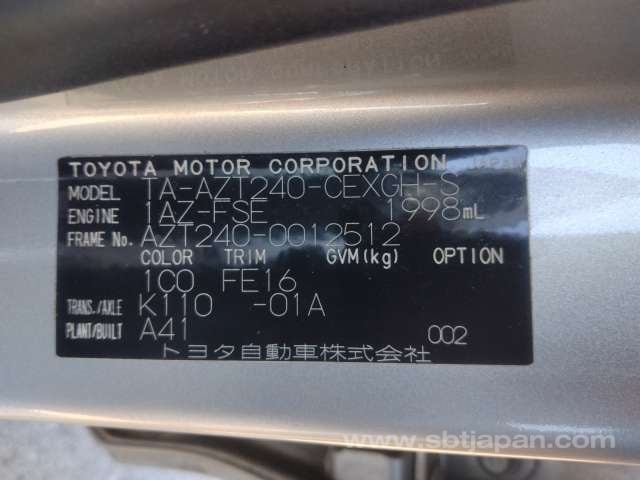 TOYOTA MOTOR CORPORATION JAPAN
MODEL TA-AZT240-CEXGH-S
ENGINE 1AZ-FSE 1998mL
FRAME No. AZT240-0012512
COLOR TRIM GVM(kg) OPTION
1C0 FE16
TRANS./AXLE K110 -01A
PLANT/BUILT A41 002
トヨタ自動車株式会社
www.sbtjapan.com